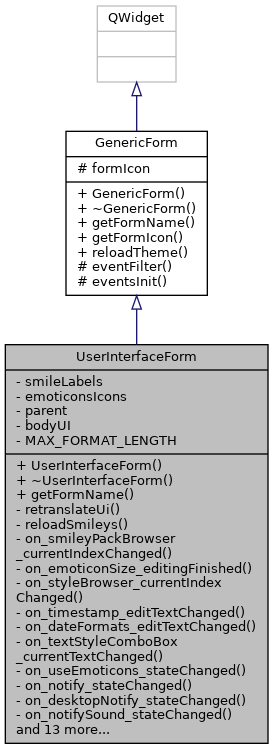 QWidget
GenericForm
# formIcon
+ GenericForm()
+ ~GenericForm()
+ getFormName()
+ getFormIcon()
+ reloadTheme()
# eventFilter()
# eventsInit()
UserInterfaceForm
- smileLabels
- emoticonsIcons
- parent
- bodyUI
- MAX_FORMAT_LENGTH
+ UserInterfaceForm()
+ ~UserInterfaceForm()
+ getFormName()
- retranslateUi()
- reloadSmileys()
- on_smileyPackBrowser
_currentIndexChanged()
- on_emoticonSize_editingFinished()
- on_styleBrowser_currentIndex
Changed()
- on_timestamp_editTextChanged()
- on_dateFormats_editTextChanged()
- on_textStyleComboBox
_currentTextChanged()
- on_useEmoticons_stateChanged()
- on_notify_stateChanged()
- on_desktopNotify_stateChanged()
- on_notifySound_stateChanged()
and 13 more...